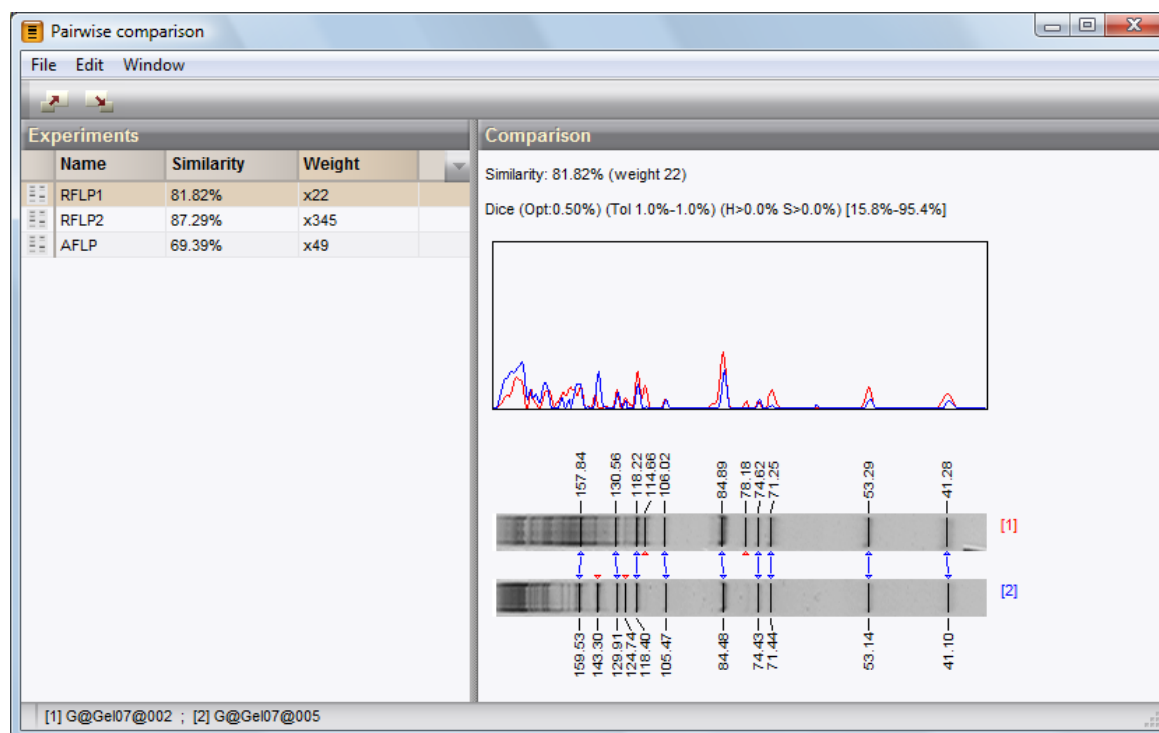 Pairwise comparison
File Edit Window
Experiments
Name Similarity Weight
RFLP1 81.82% x22
RFLP2 87.29% x345
AFLP 69.39% x49
Comparison
Similarity: 81.82% (weight 22)
Dice (Opt:0.50%) (Tol 1.0%-1.0%) (H>0.0% S>0.0%) [15.8%-95.4%]
157.84 130.56 118.22 114.66 106.02 84.89 78.18 74.62 71.25 53.29 41.28
[1]
[2]
159.53 143.30 129.91 124.74 118.40 105.47 84.48 74.43 71.44 53.14 41.10
[1] G@Gel07@002 ; [2] G@Gel07@005